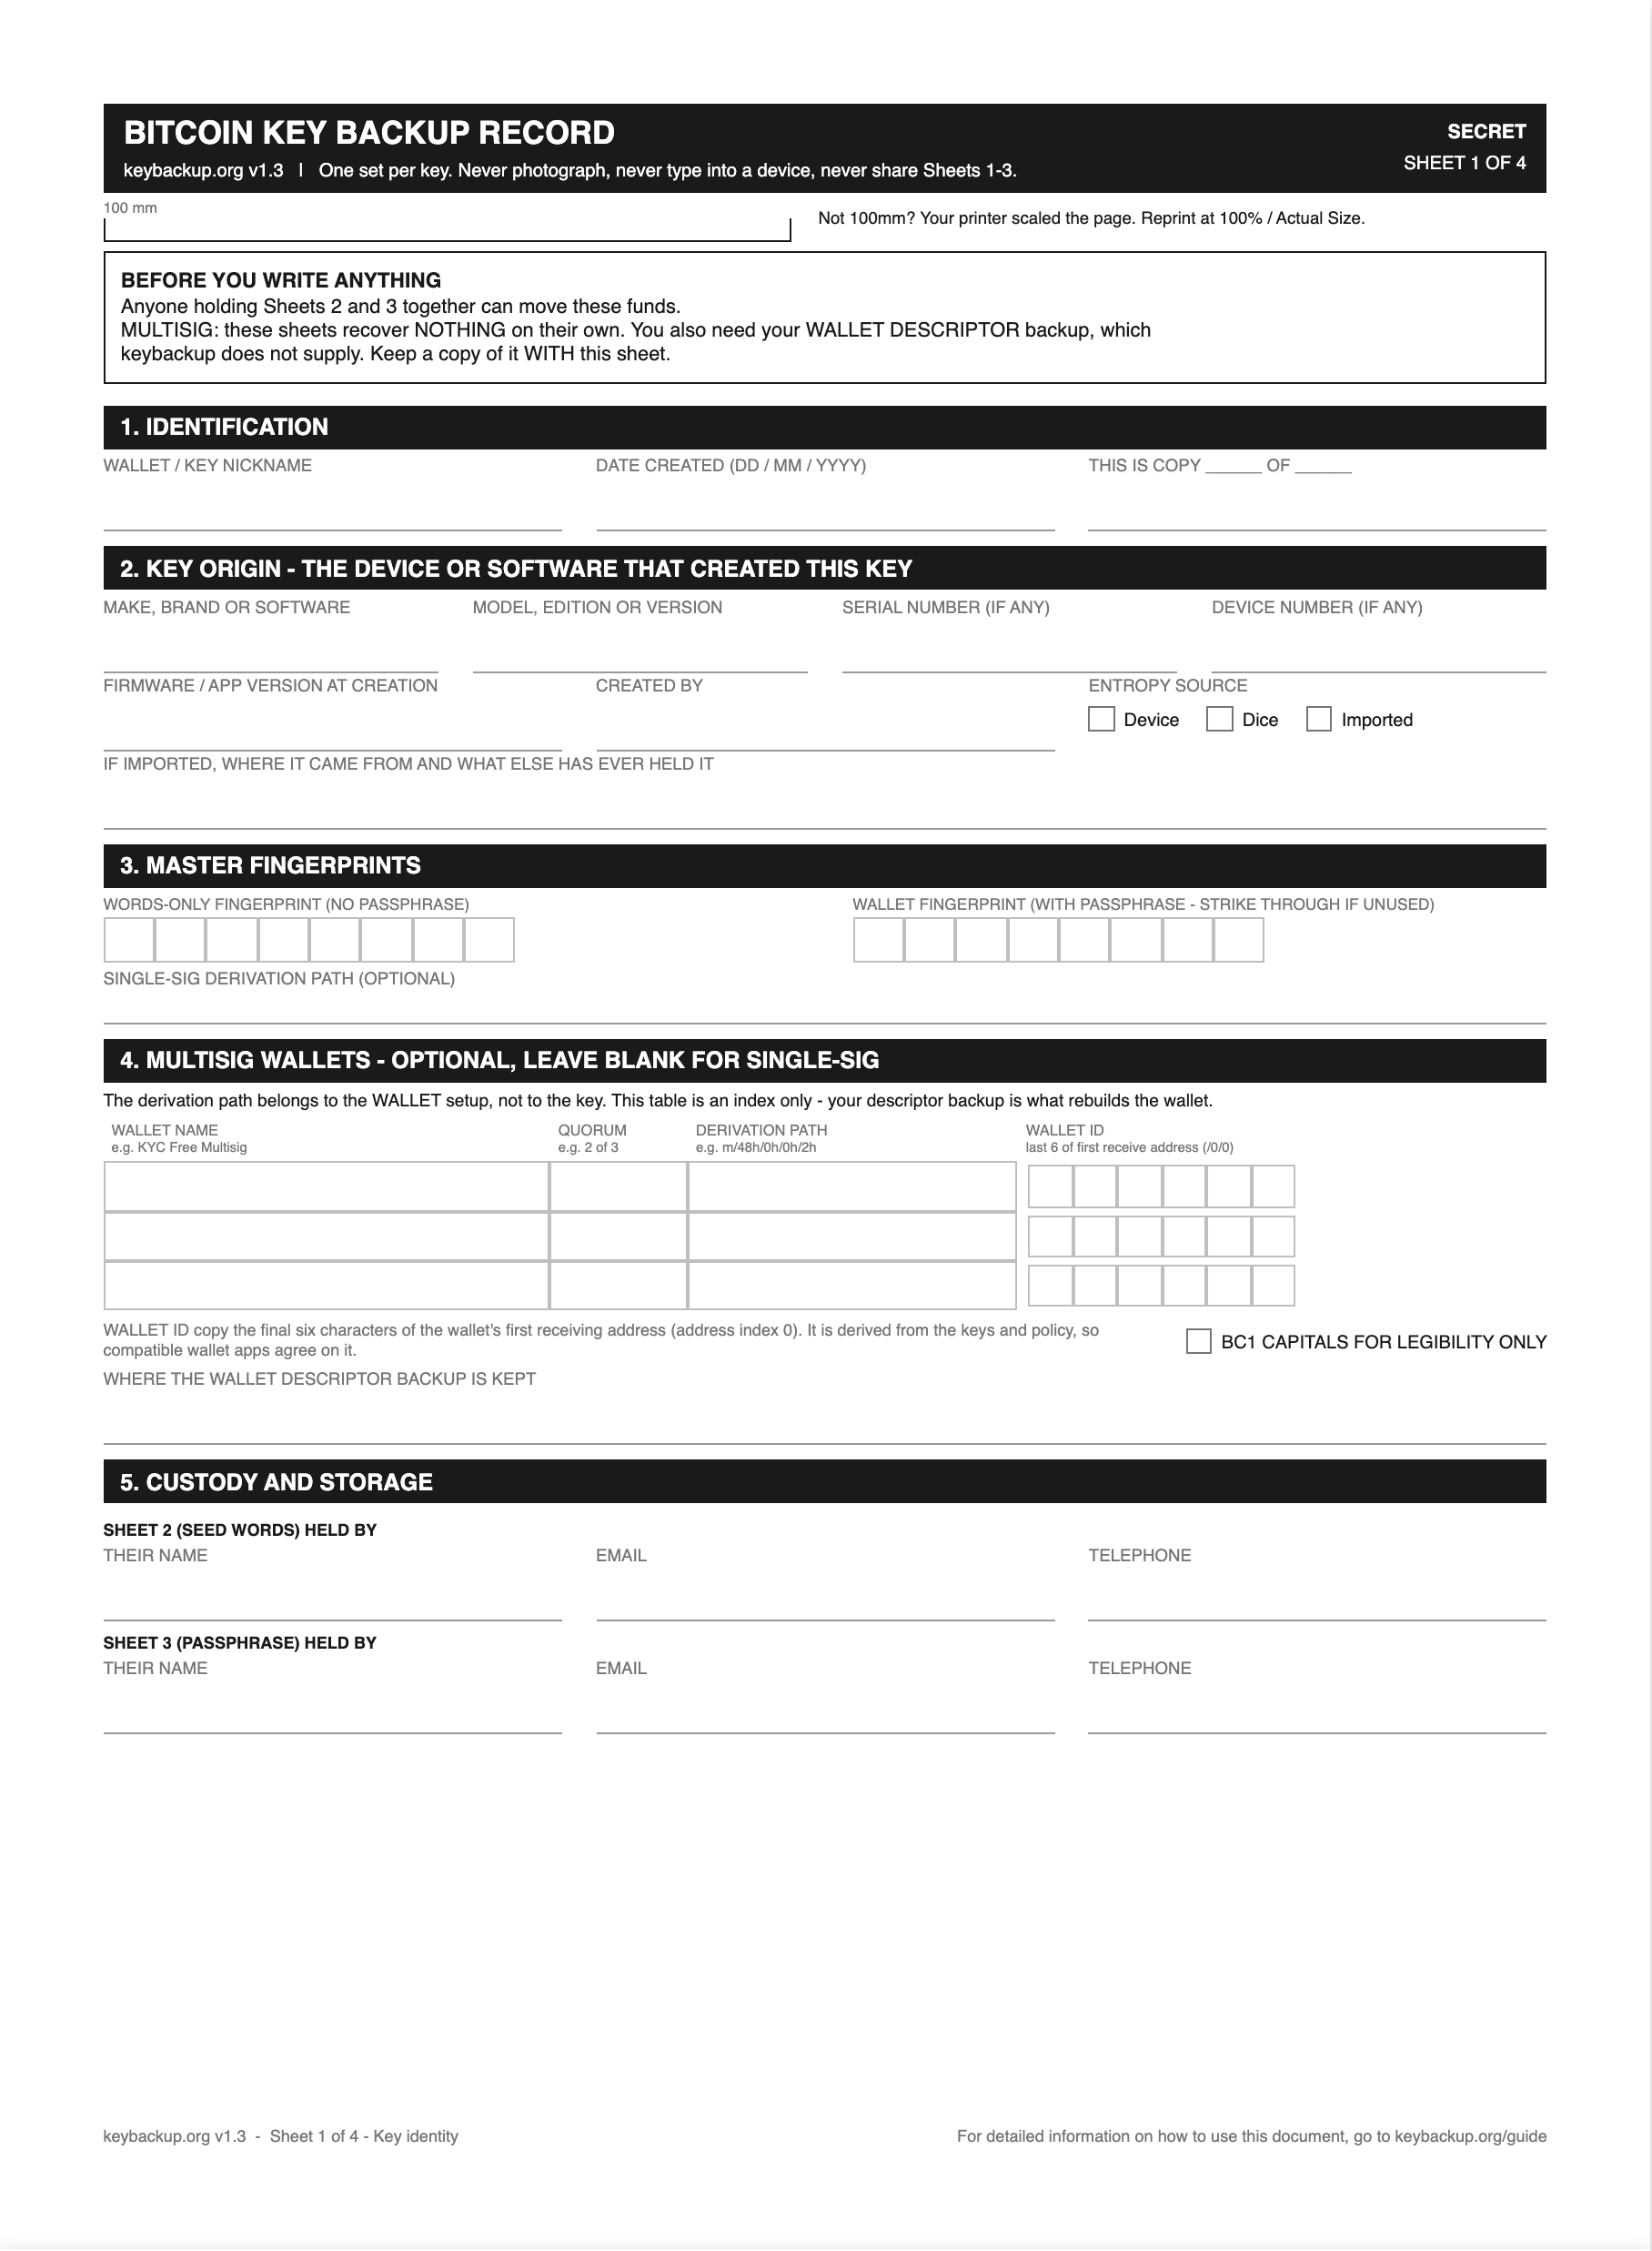 BITCOIN KEY BACKUP RECORD
SECRET
keybackup.org v1.3 | One set per key. Never photograph, never type into a device, never share Sheets 1-3.
SHEET 1 OF 4
100 mm
Not 100mm? Your printer scaled the page. Reprint at 100% / Actual Size.
BEFORE YOU WRITE ANYTHING
Anyone holding Sheets 2 and 3 together can move these funds.
MULTISIG: these sheets recover NOTHING on their own. You also need your WALLET DESCRIPTOR backup, which
keybackup does not supply. Keep a copy of it WITH this sheet.
1. IDENTIFICATION
WALLET / KEY NICKNAME
DATE CREATED (DD / MM / YYYY)
THIS IS COPY ______ OF ______
2. KEY ORIGIN - THE DEVICE OR SOFTWARE THAT CREATED THIS KEY
MAKE, BRAND OR SOFTWARE
MODEL, EDITION OR VERSION
SERIAL NUMBER (IF ANY)
DEVICE NUMBER (IF ANY)
FIRMWARE / APP VERSION AT CREATION
CREATED BY
ENTROPY SOURCE
Device
Dice
Imported
IF IMPORTED, WHERE IT CAME FROM AND WHAT ELSE HAS EVER HELD IT
3. MASTER FINGERPRINTS
WORDS-ONLY FINGERPRINT (NO PASSPHRASE)
WALLET FINGERPRINT (WITH PASSPHRASE - STRIKE THROUGH IF UNUSED)
SINGLE-SIG DERIVATION PATH (OPTIONAL)
4. MULTISIG WALLETS - OPTIONAL, LEAVE BLANK FOR SINGLE-SIG
The derivation path belongs to the WALLET setup, not to the key. This table is an index only - your descriptor backup is what rebuilds the wallet.
WALLET NAME
e.g. KYC Free Multisig
QUORUM
e.g. 2 of 3
DERIVATION PATH
e.g. m/48h/0h/0h/2h
WALLET ID
last 6 of first receive address (/0/0)
WALLET ID copy the final six characters of the wallet's first receiving address (address index 0). It is derived from the keys and policy, so
compatible wallet apps agree on it.
BC1 CAPITALS FOR LEGIBILITY ONLY
WHERE THE WALLET DESCRIPTOR BACKUP IS KEPT
5. CUSTODY AND STORAGE
SHEET 2 (SEED WORDS) HELD BY
THEIR NAME
EMAIL
TELEPHONE
SHEET 3 (PASSPHRASE) HELD BY
THEIR NAME
EMAIL
TELEPHONE
keybackup.org v1.3 - Sheet 1 of 4 - Key identity
For detailed information on how to use this document, go to keybackup.org/guide